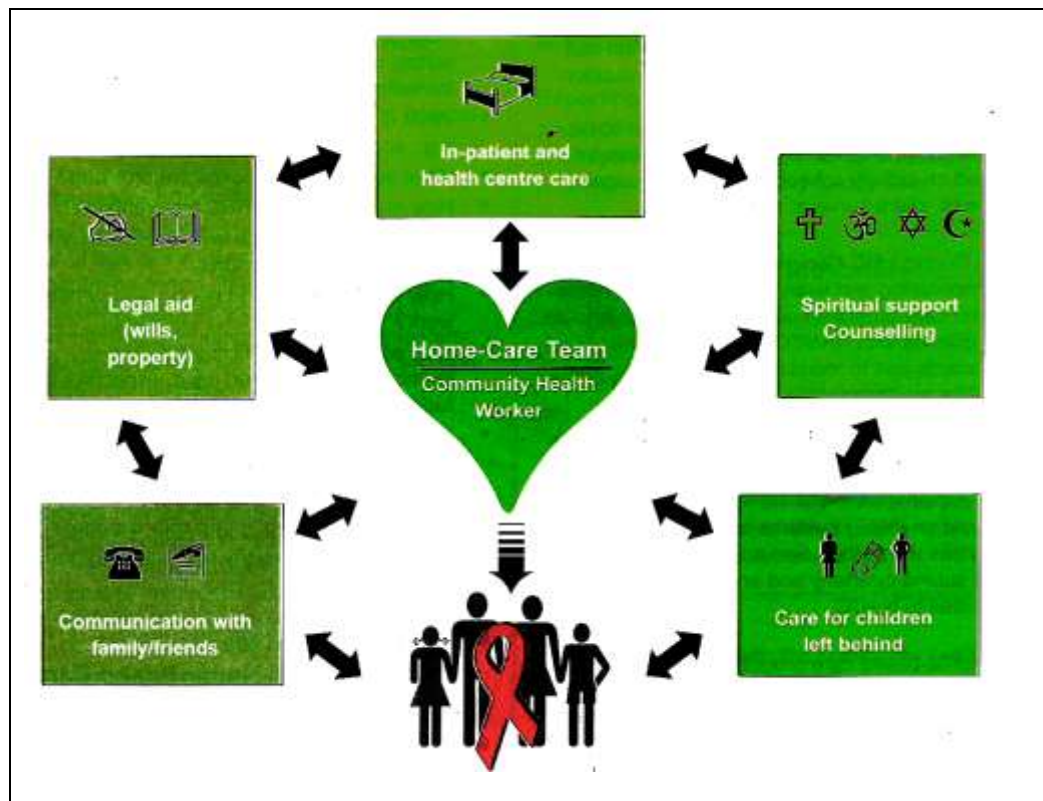 In-patient and
health centre care
Legal aid
(wills,
property)
Spiritual support
Counselling
Home-Care Team
Community Health
Worker
Communication with
family/friends
Care for children
left behind